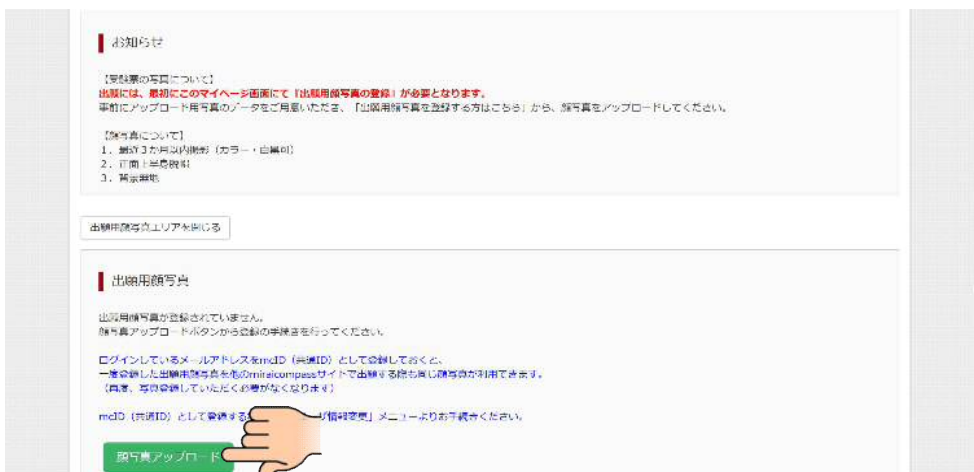 お知らせ
【受験票の写真について】
出願には、最初にこのマイページ画面にて『出願用顔写真の登録』が必要となります。
事前にアップロード用写真のデータをご用意いただき、「出願用顔写真を登録する方はこちら」から、顔写真をアップロードしてください。
【顔写真について】
1. 最近3か月以内撮影（カラー・白黒可）
2. 正面上半身脱帽
3. 背景無地
出願用顔写真エリアを閉じる
出願用顔写真
出願用顔写真が登録されていません。
顔写真アップロードボタンから登録の手続きを行ってください。
ログインしているメールアドレスをmcID（共通ID）として登録しておくと、
一度登録した出願用顔写真を他のmiraicompassサイトで出願する際も同じ顔写真が利用できます。
（再度、写真登録していただく必要がなくなります）
mcID（共通ID）として登録する 情報変更」メニューよりお手続きください。
顔写真アップロード